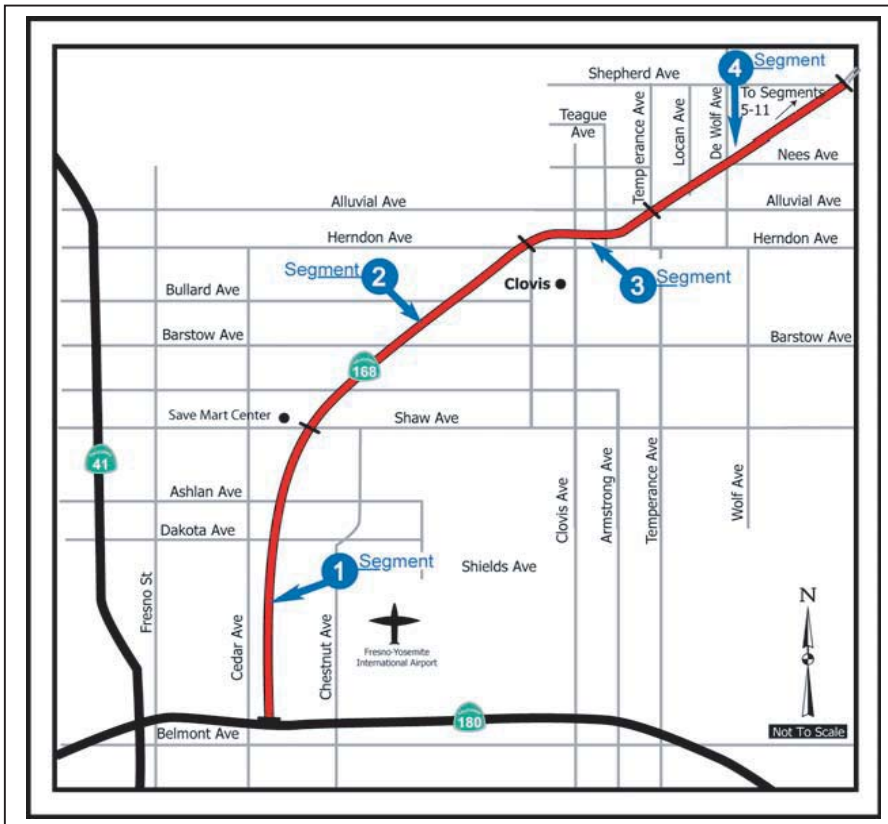 4 Segment
Shepherd Ave
To Segments
5-11
Teague
Ave
Temperance Ave
Locan Ave
De Wolf Ave
Nees Ave
Alluvial Ave
Alluvial Ave
Herndon Ave
Herndon Ave
Segment 2
3 Segment
Clovis
Bullard Ave
Barstow Ave
Barstow Ave
168
Save Mart Center
Shaw Ave
41
Ashlan Ave
Dakota Ave
Clovis Ave
Armstrong Ave
Temperance Ave
Wolf Ave
1 Segment
Shields Ave
Fresno St
Cedar Ave
Chestnut Ave
Fresno-Yosemite
International Airport
N
180
Belmont Ave
Not To Scale